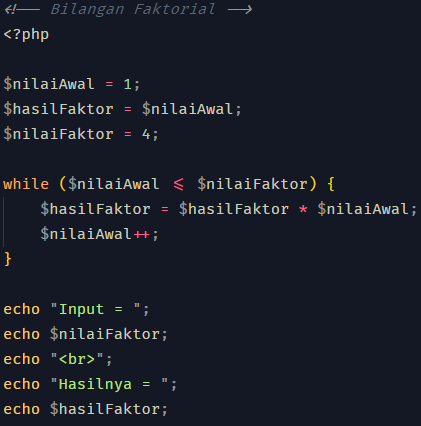 <!-- Bilangan Faktorial -->
<?php
$nilaiAwal = 1;
$hasilFaktor = $nilaiAwal;
$nilaiFaktor = 4;
while ($nilaiAwal <= $nilaiFaktor) {
$hasilFaktor = $hasilFaktor * $nilaiAwal;
$nilaiAwal++;
}
echo "Input = ";
echo $nilaiFaktor;
echo "<br>";
echo "Hasilnya = ";
echo $hasilFaktor;